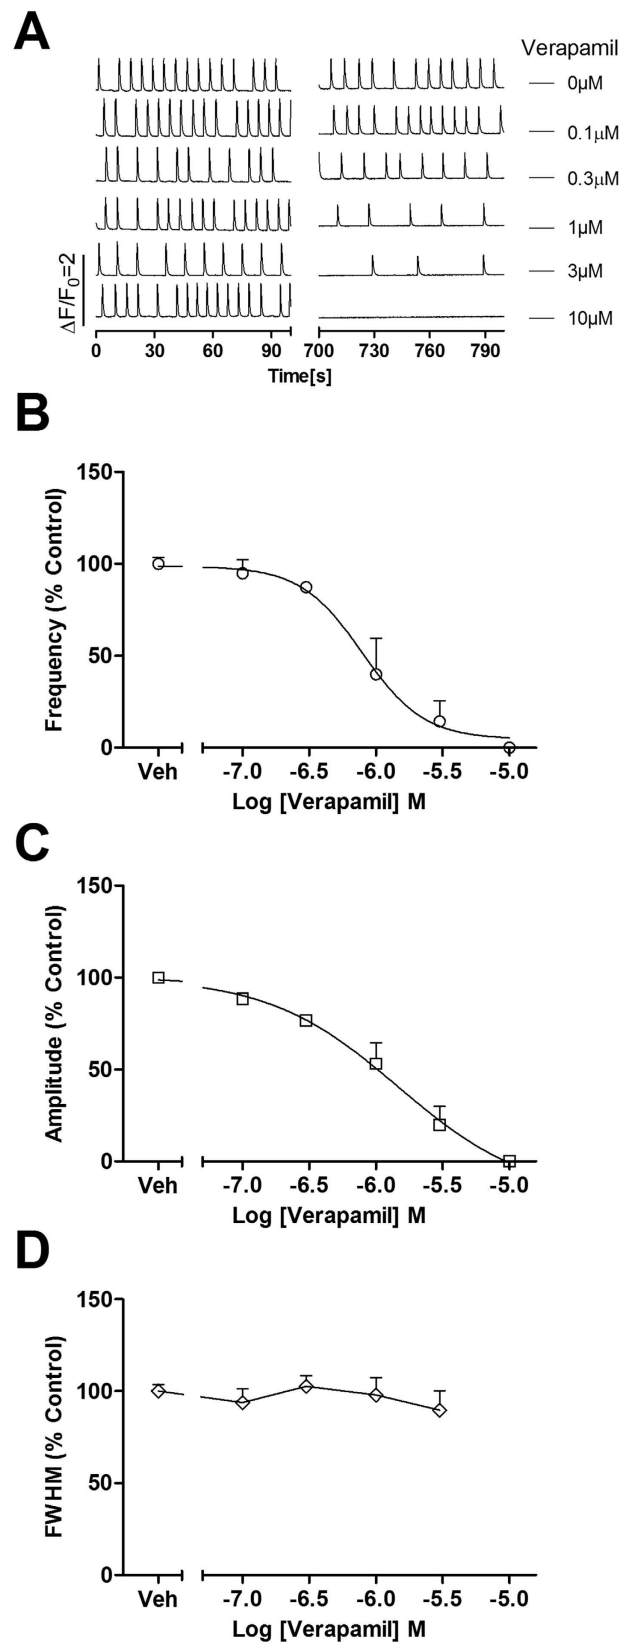 A
Verapamil
0μM
0.1μM
0.3μM
1μM
3μM
10μM
ΔF/F0=2
0 30 60 90 700 730 760 790
Time[s]
B
150
100
50
0
Frequency (% Control)
Veh -7.0 -6.5 -6.0 -5.5 -5.0
Log [Verapamil] M
C
150
100
50
0
Amplitude (% Control)
Veh -7.0 -6.5 -6.0 -5.5 -5.0
Log [Verapamil] M
D
150
100
50
0
FWHM (% Control)
Veh -7.0 -6.5 -6.0 -5.5 -5.0
Log [Verapamil] M